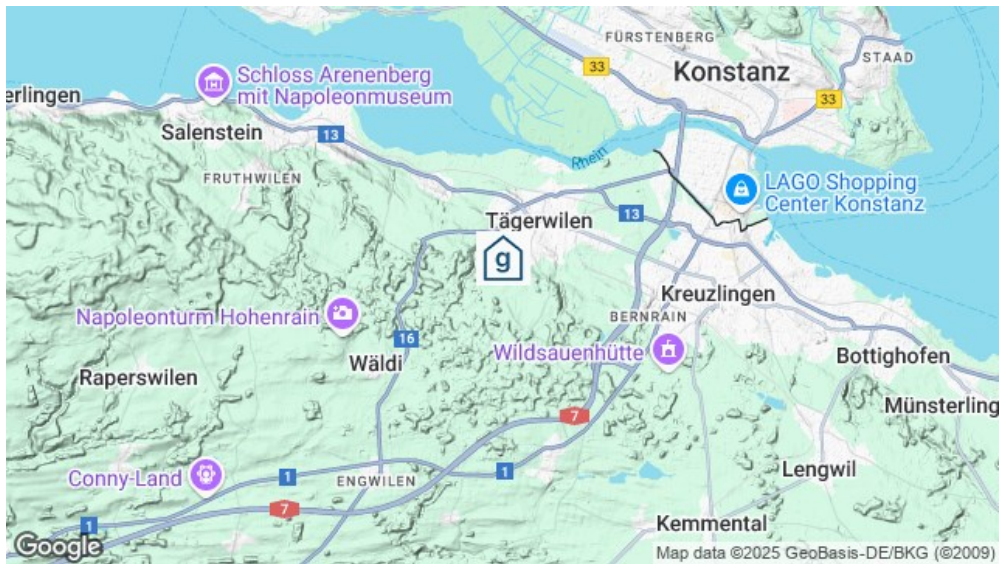 FÜRSTENBERG
STAAD
33
Konstanz
Schloss Arenenberg
mit Napoleonmuseum
erlingen
33
Salenstein
13
Rhein
FRUTHWILEN
LAGO Shopping
Center Konstanz
13
Tägerwilen
g
Kreuzlingen
Napoleonturm Hohenrain
BERNRAIN
16
Wildsauenhütte
Bottighofen
Wäldi
Raperswilen
Münsterling
7
Conny-Land
1
1
Lengwil
ENGWILEN
7
1
Kemmental
Google
Map data ©2025 GeoBasis-DE/BKG (©2009)